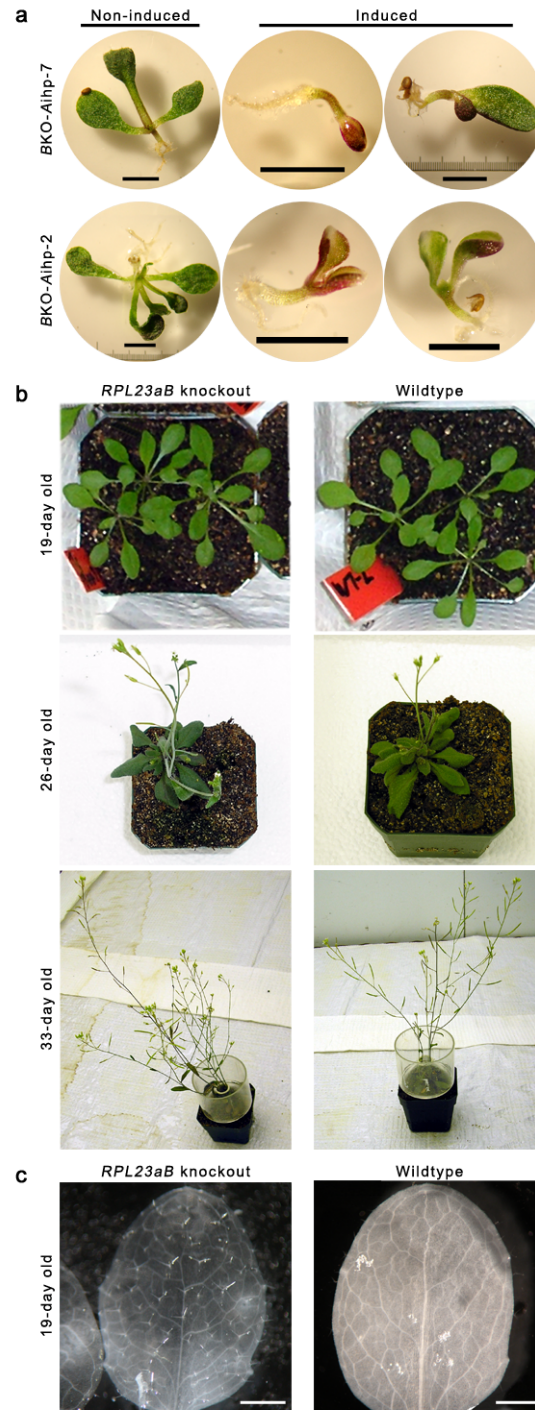 a
Non-induced
Induced
BKO-Aihp-7
BKO-Aihp-2
b
RPL23aB knockout
Wildtype
19-day old
26-day old
33-day old
c
RPL23aB knockout
Wildtype
19-day old